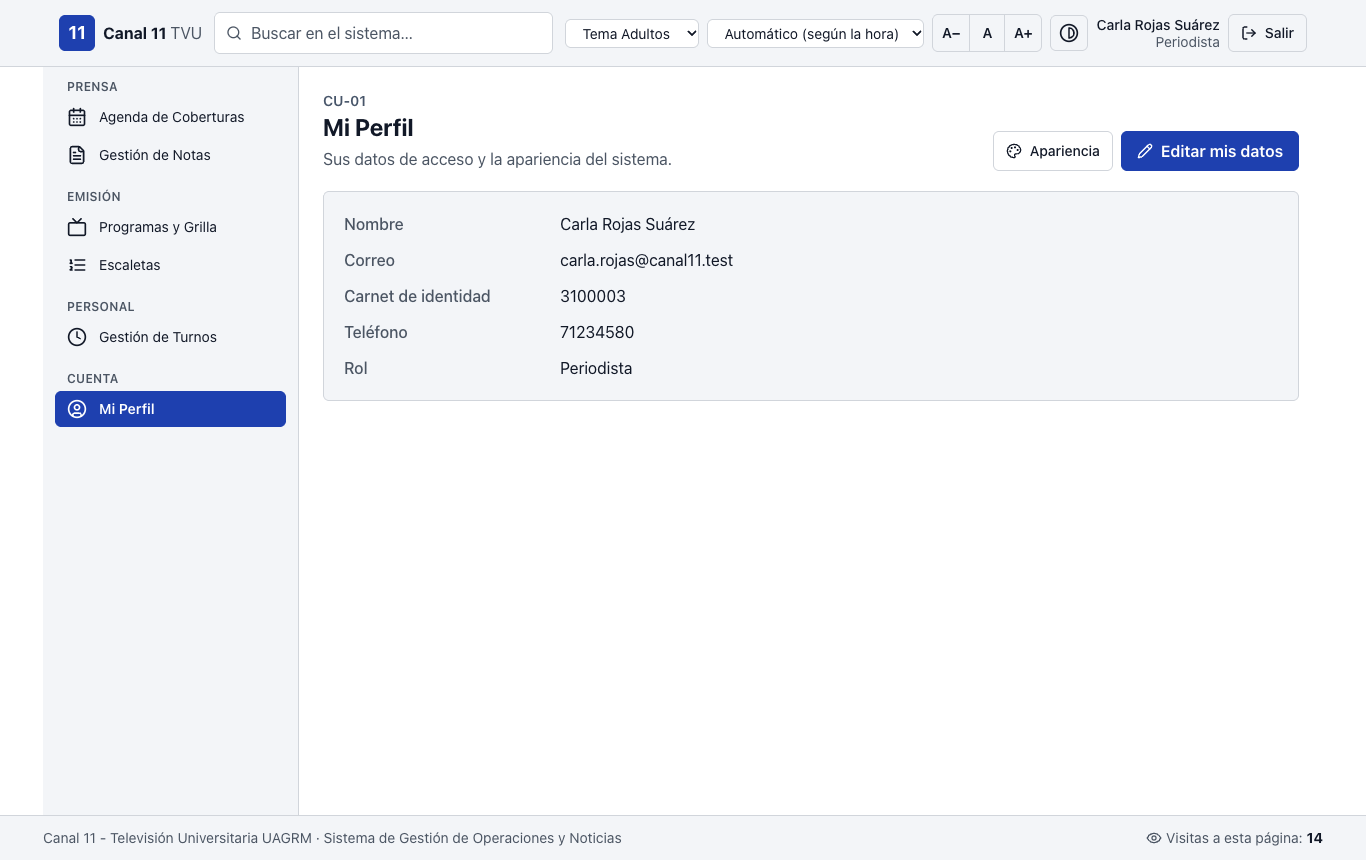 11 Canal 11 TVU
Buscar en el sistema...
Tema Adultos
Automático (según la hora)
A− A A+
Carla Rojas Suárez
Periodista
Salir
PRENSA
Agenda de Coberturas
Gestión de Notas
EMISIÓN
Programas y Grilla
Escaletas
PERSONAL
Gestión de Turnos
CUENTA
Mi Perfil
CU-01
Mi Perfil
Sus datos de acceso y la apariencia del sistema.
Apariencia
Editar mis datos
Nombre Carla Rojas Suárez
Correo carla.rojas@canal11.test
Carnet de identidad 3100003
Teléfono 71234580
Rol Periodista
Canal 11 - Televisión Universitaria UAGRM · Sistema de Gestión de Operaciones y Noticias
Visitas a esta página: 14